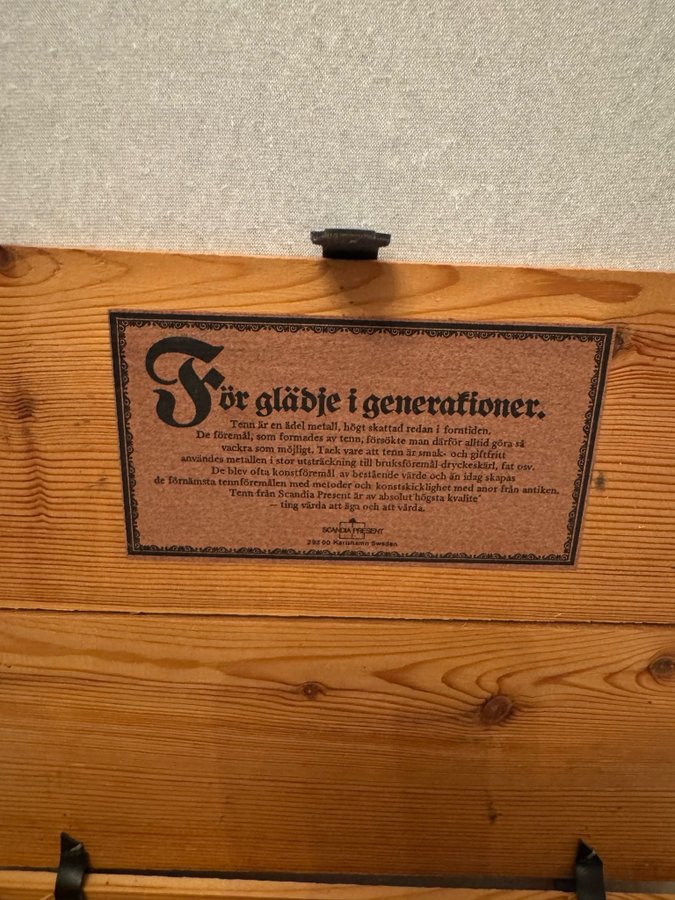 För glädje i generationer.
Tenn är en ädel metall, högt skattad redan i forntiden.
De föremål, som formades av tenn, försökte man därför alltid göra så
vackra som möjligt. Tack vare att tenn är smak- och giftfritt
användes metallen i stor utsträckning till bruksföremål-dryckeskärl, fat osv.
De blev ofta konstföremål av bestående värde och än idag skapas
de förnämsta tennföremålen med metoder och konstskicklighet med anor från antiken.
Tenn från Scandia Present är av absolut högsta kvalite'
— ting värda att äga och att vårda.
SCANDIA PRESENT
292 00 Karlshamn Sweden